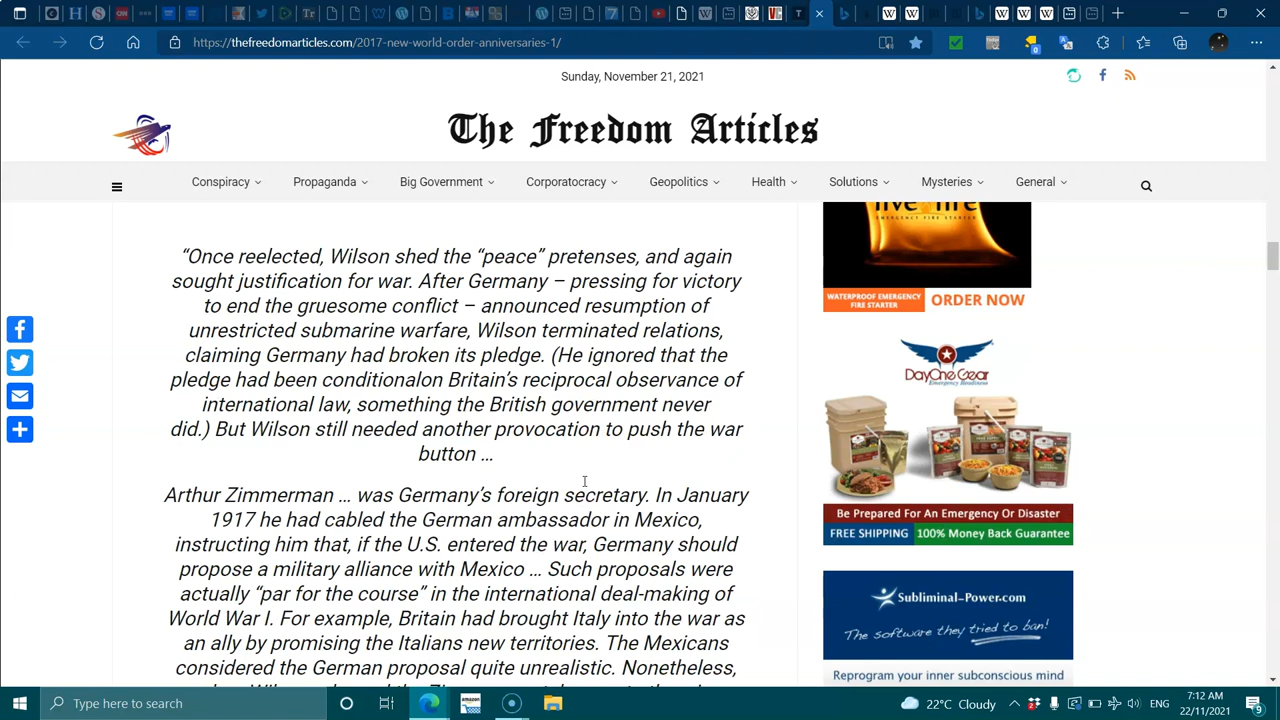 https://thefreedomarticles.com/2017-new-world-order-anniversaries-1/
Sunday, November 21, 2021
The Freedom Articles
Conspiracy
Propaganda
Big Government
Corporatocracy
Geopolitics
Health
Solutions
Mysteries
General
“Once reelected, Wilson shed the “peace” pretenses, and again
sought justification for war. After Germany – pressing for victory
to end the gruesome conflict – announced resumption of
unrestricted submarine warfare, Wilson terminated relations,
claiming Germany had broken its pledge. (He ignored that the
pledge had been conditionalon Britain’s reciprocal observance of
international law, something the British government never
did.) But Wilson still needed another provocation to push the war
button …
Arthur Zimmerman … was Germany’s foreign secretary. In January
1917 he had cabled the German ambassador in Mexico,
instructing him that, if the U.S. entered the war, Germany should
propose a military alliance with Mexico … Such proposals were
actually “par for the course” in the international deal-making of
World War I. For example, Britain had brought Italy into the war as
an ally by promising the Italians new territories. The Mexicans
considered the German proposal quite unrealistic. Nonetheless,
EMERGENCY FIRE STARTER
WATERPROOF EMERGENCY
FIRE STARTER
ORDER NOW
DayOne Gear
Emergency Readiness
Be Prepared For An Emergency Or Disaster
FREE SHIPPING
100% Money Back Guarantee
Subliminal-Power.com
The software they tried to ban!
Reprogram your inner subconscious mind
Type here to search
22°C Cloudy
7:12 AM
22/11/2021